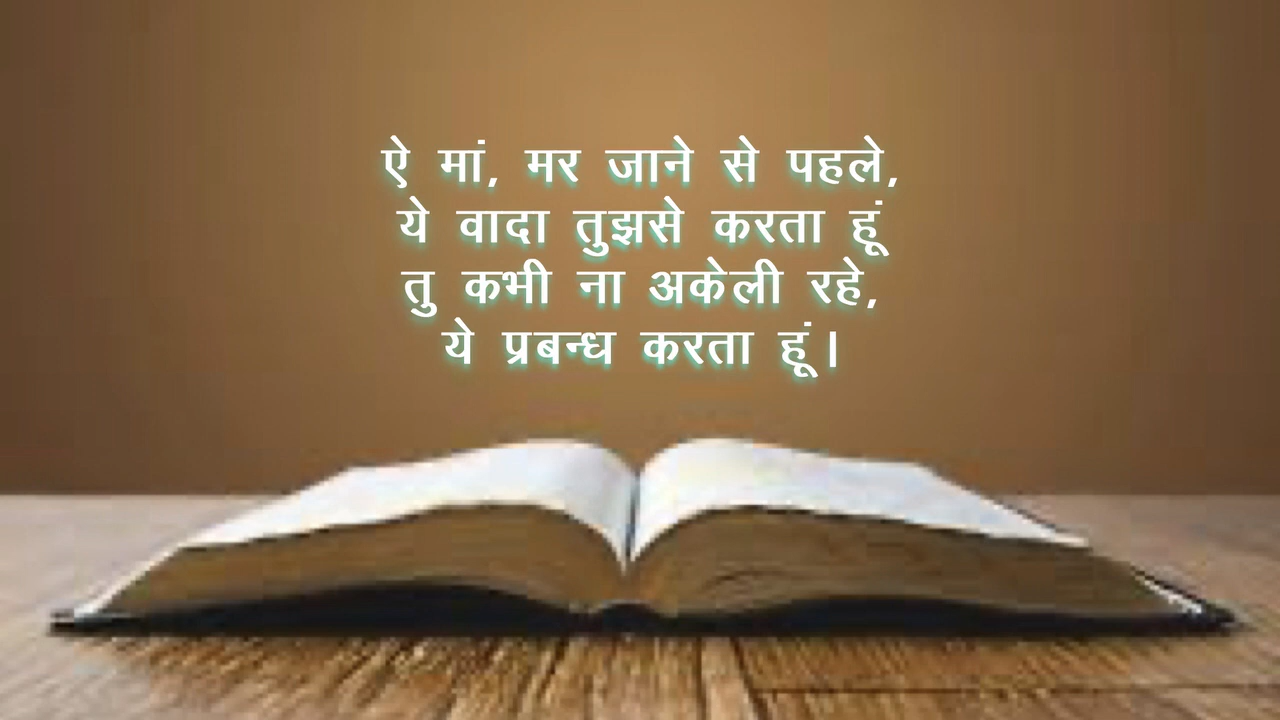 ऐ मां, मर जाने से पहले,
ये वादा तुझसे करता हूं
तु कभी ना अकेली रहे,
ये प्रबन्ध करता हूं।